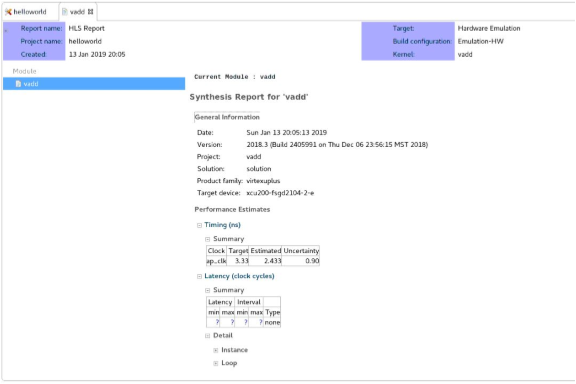 helloworld vadd
Report name: HLS Report Target: Hardware Emulation
Project name: helloworld Build configuration: Emulation-HW
Created: 13 Jan 2019 20:05 Kernel: vadd
Module
vadd
Current Module : vadd
Synthesis Report for 'vadd'
General Information
Date: Sun Jan 13 20:05:13 2019
Version: 2018.3 (Build 2405991 on Thu Dec 06 23:56:15 MST 2018)
Project: vadd
Solution: solution
Product family: virtexuplus
Target device: xcu200-fsgd2104-2-e
Performance Estimates
Timing (ns)
Summary
Clock Target Estimated Uncertainty
ap_clk 3.33 2.433 0.90
Latency (clock cycles)
Summary
Latency Interval
min max min max Type
? ? ? ? none
Detail
Instance
Loop